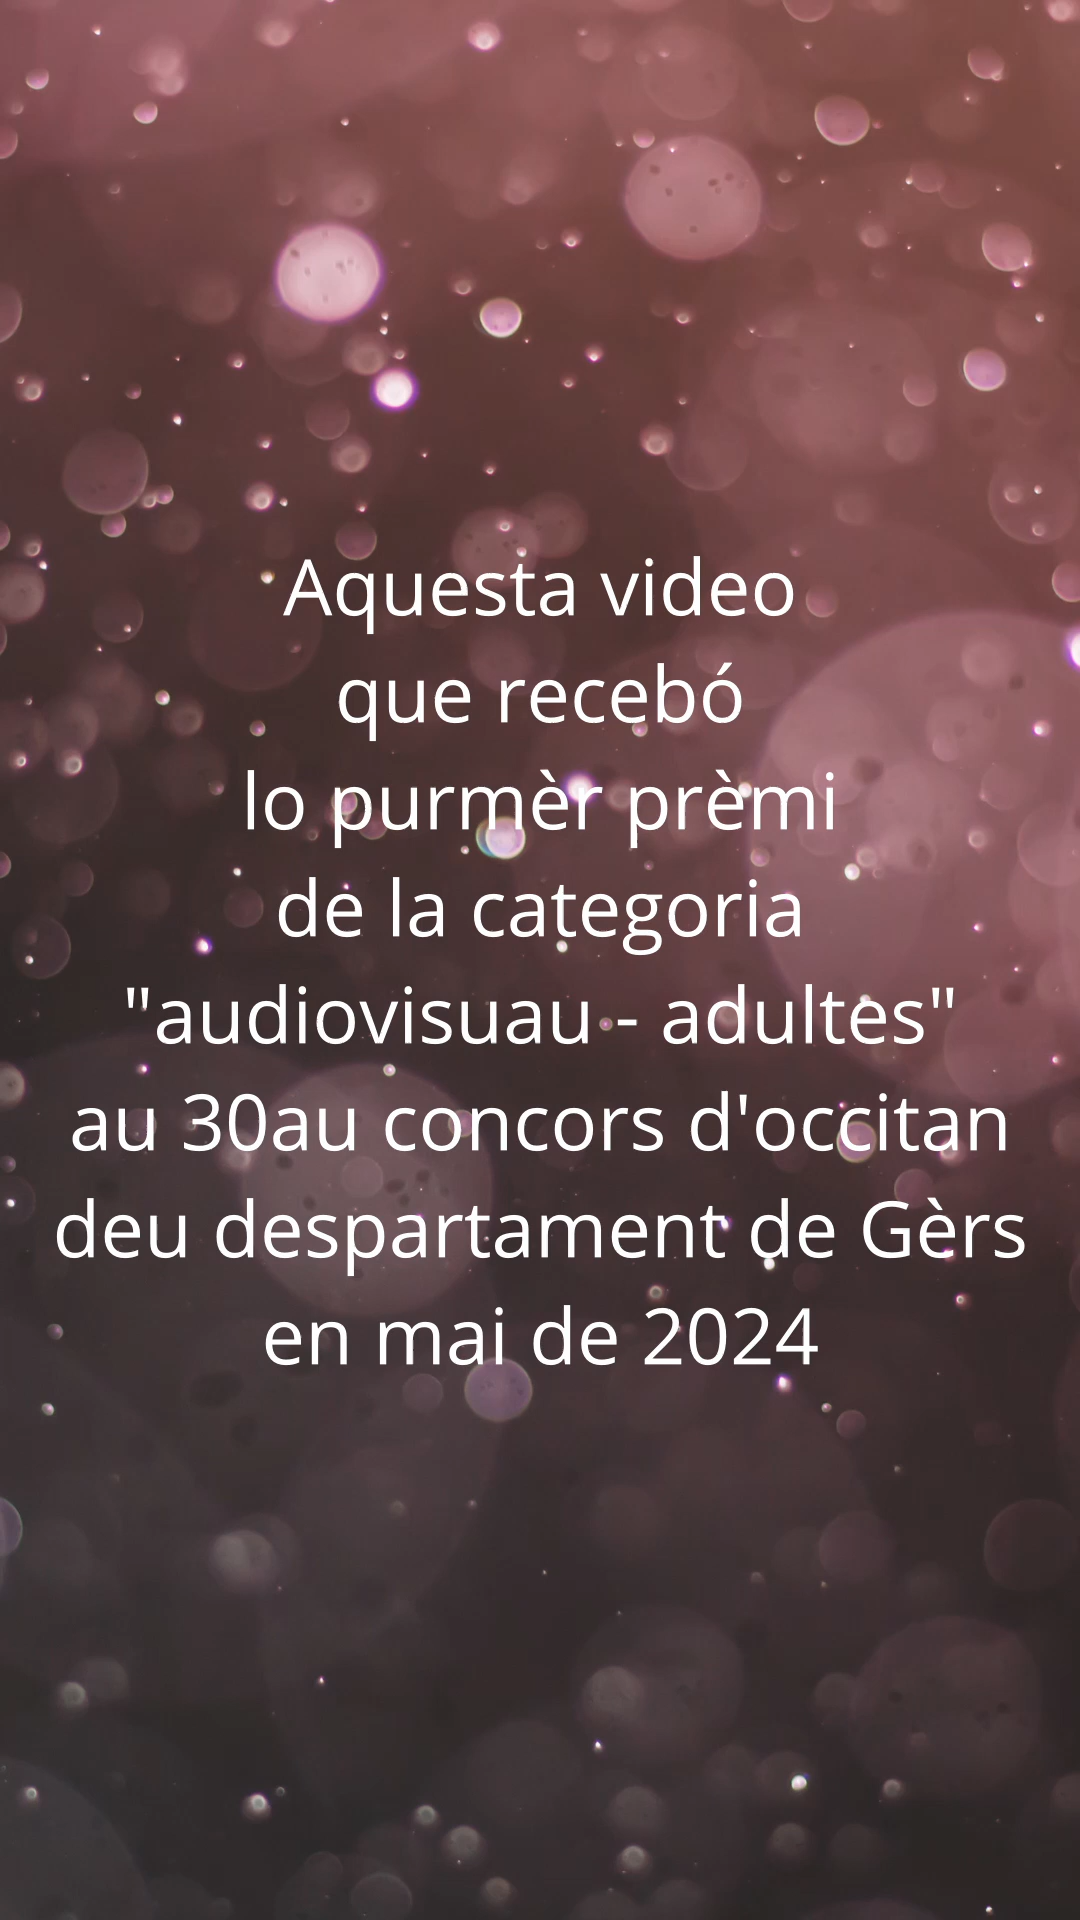 Aquesta video
que recebó
lo purmèr prèmi
de la categoria
"audiovisuau - adultes"
au 30au concors d'occitan
deu despartament de Gèrs
en mai de 2024